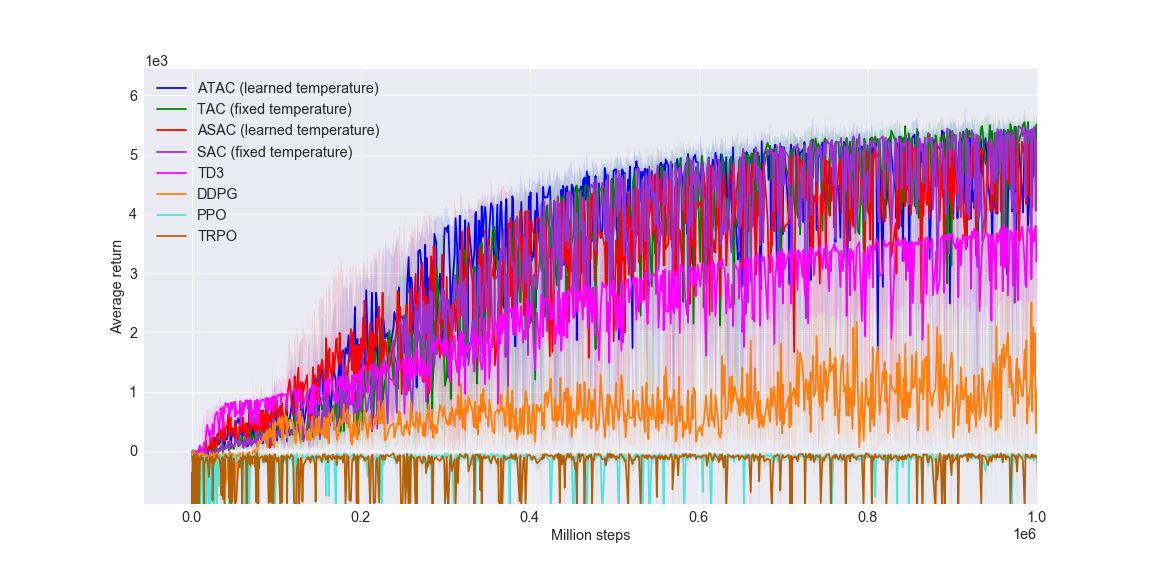 1e3
6
5
4
3
2
1
0
Average return
ATAC (learned temperature)
TAC (fixed temperature)
ASAC (learned temperature)
SAC (fixed temperature)
TD3
DDPG
PPO
TRPO
0.0 0.2 0.4 0.6 0.8 1.0
Million steps
1e6